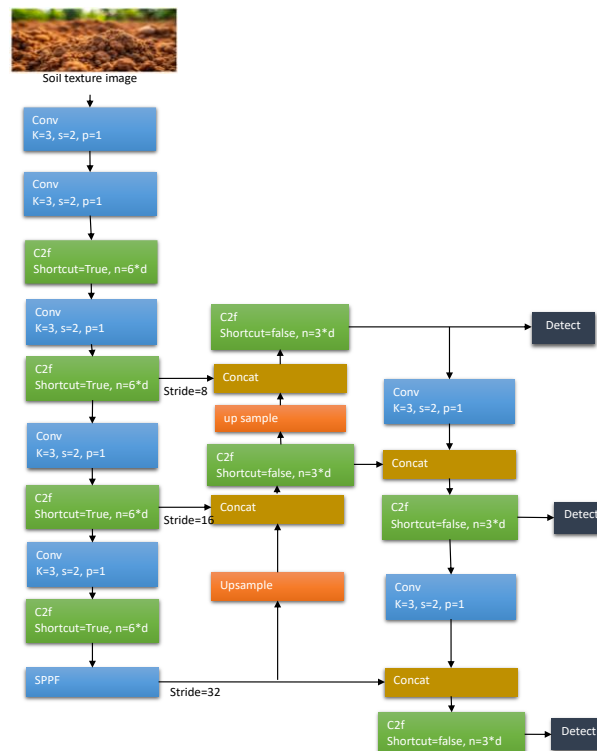 Soil texture image
Conv
K=3, s=2, p=1
Conv
K=3, s=2, p=1
C2f
Shortcut=True, n=6*d
Conv
K=3, s=2, p=1
C2f
Shortcut=True, n=6*d
Stride=8
Conv
K=3, s=2, p=1
C2f
Shortcut=True, n=6*d
Stride=16
Conv
K=3, s=2, p=1
C2f
Shortcut=True, n=6*d
SPPF
Stride=32
C2f
Shortcut=false, n=3*d
Concat
up sample
C2f
Shortcut=false, n=3*d
Concat
Upsample
Detect
Conv
K=3, s=2, p=1
Concat
C2f
Shortcut=false, n=3*d
Detect
Conv
K=3, s=2, p=1
Concat
C2f
Shortcut=false, n=3*d
Detect